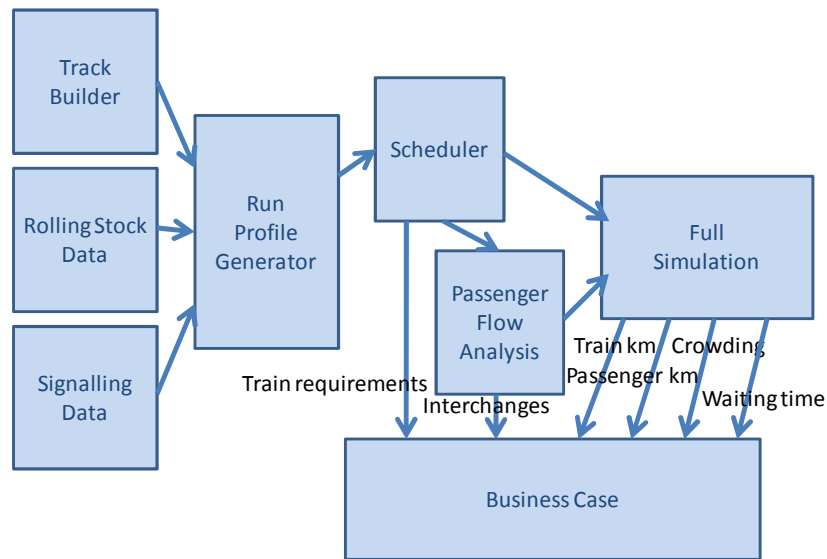 Track
Builder
Rolling Stock
Data
Signalling
Data
Run
Profile
Generator
Scheduler
Passenger
Flow
Analysis
Full
Simulation
Train requirements
Interchanges
Train km
Crowding
Passenger km
Waiting time
Business Case